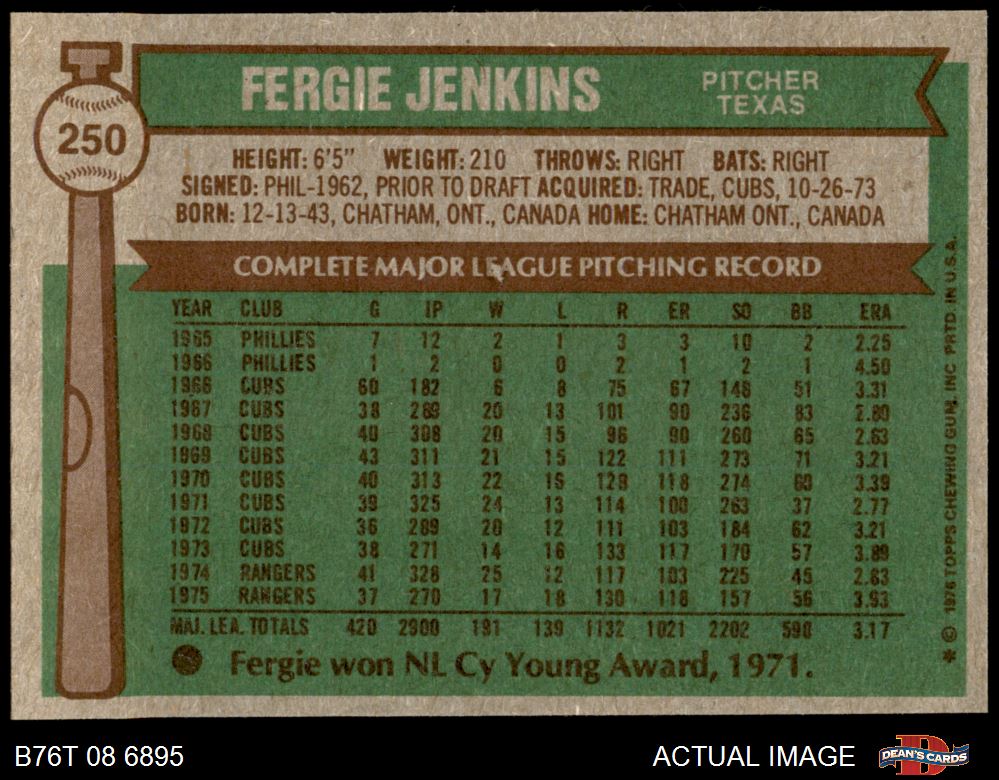 250
FERGIE JENKINS
PITCHER
TEXAS
HEIGHT: 6'5" WEIGHT: 210 THROWS: RIGHT BATS: RIGHT
SIGNED: PHIL-1962, PRIOR TO DRAFT ACQUIRED: TRADE, CUBS, 10-26-73
BORN: 12-13-43, CHATHAM, ONT., CANADA HOME: CHATHAM ONT., CANADA
COMPLETE MAJOR LEAGUE PITCHING RECORD
YEAR CLUB G IP W L R ER SO BB ERA
1965 PHILLIES 7 12 2 1 3 3 10 2 2.25
1966 PHILLIES 1 2 0 0 2 1 2 1 4.50
1966 CUBS 60 182 6 8 75 67 148 51 3.31
1967 CUBS 38 289 20 13 101 90 236 83 2.80
1968 CUBS 40 308 20 15 96 90 260 65 2.63
1969 CUBS 43 311 21 15 122 111 273 71 3.21
1970 CUBS 40 313 22 16 128 118 274 60 3.39
1971 CUBS 39 325 24 13 114 100 263 37 2.77
1972 CUBS 36 289 20 12 111 103 184 62 3.21
1973 CUBS 38 271 14 16 133 117 170 57 3.89
1974 RANGERS 41 328 25 12 117 103 225 45 2.83
1975 RANGERS 37 270 17 18 130 118 157 56 3.93
MAJ. LEA. TOTALS 420 2900 191 139 1132 1021 2202 590 3.17
Fergie won NL Cy Young Award, 1971.
* © 1976 TOPPS CHEWING GUM, INC PRTD. IN U.S.A.
B76T 08 6895
ACTUAL IMAGE
DEAN'S CARDS